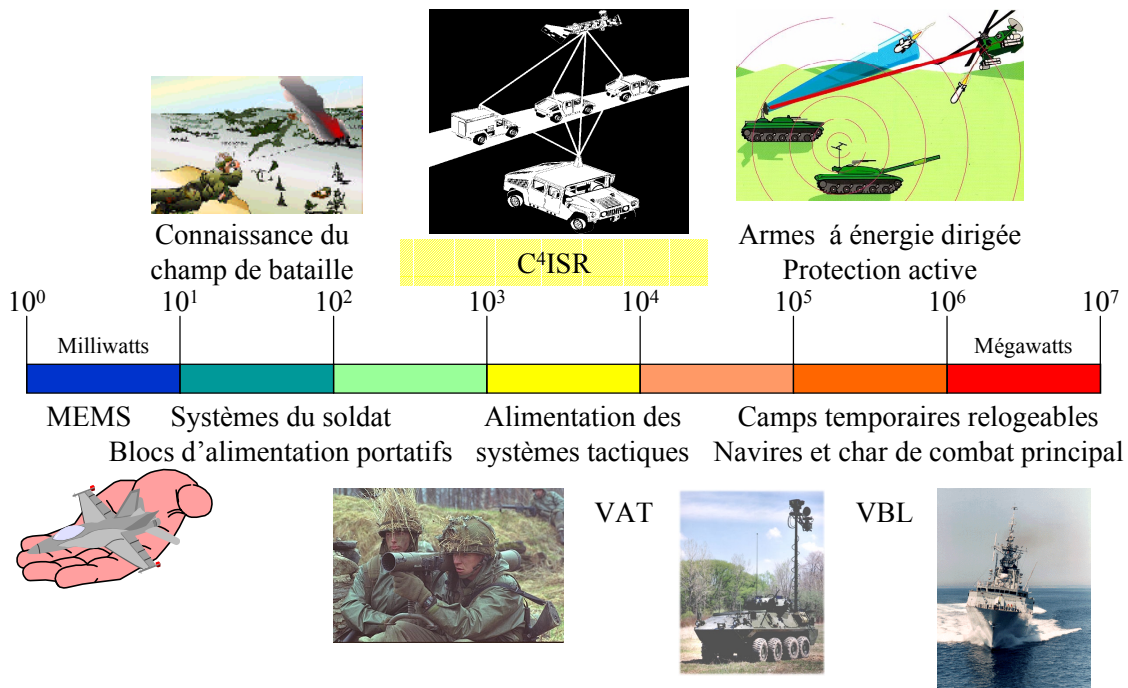 Connaissance du
champ de bataille
C⁴ISR
Armes á énergie dirigée
Protection active
10⁰ 10¹ 10² 10³ 10⁴ 10⁵ 10⁶ 10⁷
Milliwatts Mégawatts
MEMS Systèmes du soldat Alimentation des Camps temporaires relogeables
Blocs d’alimentation portatifs systèmes tactiques Navires et char de combat principal
VAT VBL